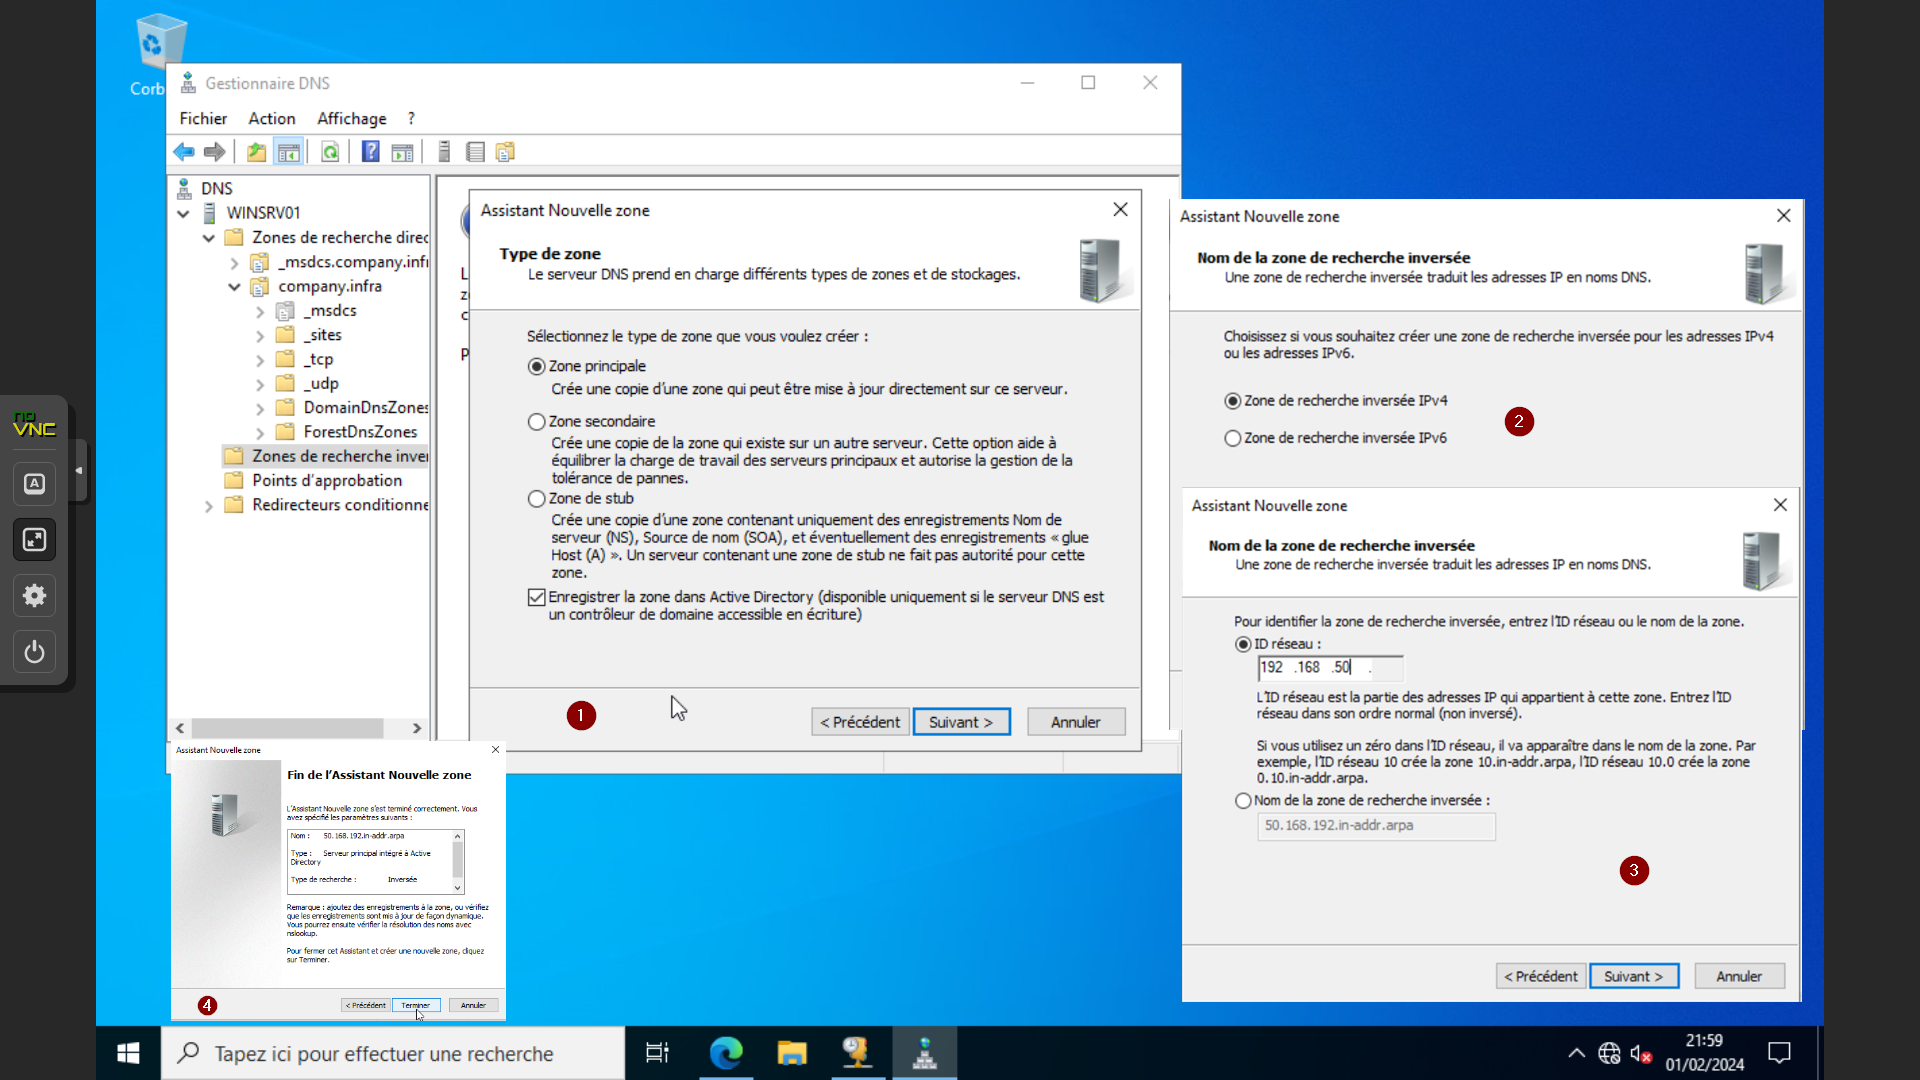 Corb
Gestionnaire DNS
Fichier Action Affichage ?
DNS
WINSRV01
Zones de recherche direc
_msdcs.company.infr
company.infra
_msdcs
_sites
_tcp
_udp
DomainDnsZones
ForestDnsZones
Zones de recherche inver
Points d'approbation
Redirecteurs conditionne
Assistant Nouvelle zone
Type de zone
Le serveur DNS prend en charge différents types de zones et de stockages.
Sélectionnez le type de zone que vous voulez créer :
Zone principale
Crée une copie d'une zone qui peut être mise à jour directement sur ce serveur.
Zone secondaire
Crée une copie de la zone qui existe sur un autre serveur. Cette option aide à
équilibrer la charge de travail des serveurs principaux et autorise la gestion de la
tolérance de pannes.
Zone de stub
Crée une copie d'une zone contenant uniquement des enregistrements Nom de
serveur (NS), Source de nom (SOA), et éventuellement des enregistrements « glue
Host (A) ». Un serveur contenant une zone de stub ne fait pas autorité pour cette
zone.
Enregistrer la zone dans Active Directory (disponible uniquement si le serveur DNS est
un contrôleur de domaine accessible en écriture)
1
< Précédent Suivant > Annuler
Assistant Nouvelle zone
Nom de la zone de recherche inversée
Une zone de recherche inversée traduit les adresses IP en noms DNS.
Choisissez si vous souhaitez créer une zone de recherche inversée pour les adresses IPv4
ou les adresses IPv6.
Zone de recherche inversée IPv4
2
Zone de recherche inversée IPv6
Assistant Nouvelle zone
Nom de la zone de recherche inversée
Une zone de recherche inversée traduit les adresses IP en noms DNS.
Pour identifier la zone de recherche inversée, entrez l'ID réseau ou le nom de la zone.
ID réseau :
192 .168 .50 .
L'ID réseau est la partie des adresses IP qui appartient à cette zone. Entrez l'ID
réseau dans son ordre normal (non inversé).
Si vous utilisez un zéro dans l'ID réseau, il va apparaître dans le nom de la zone. Par
exemple, l'ID réseau 10 crée la zone 10.in-addr.arpa, l'ID réseau 10.0 crée la zone
0.10.in-addr.arpa.
Nom de la zone de recherche inversée :
50.168.192.in-addr.arpa
3
< Précédent Suivant > Annuler
Assistant Nouvelle zone
Fin de l'Assistant Nouvelle zone
L'Assistant Nouvelle zone s'est terminé correctement. Vous
avez spécifié les paramètres suivants :
Nom : 50.168.192.in-addr.arpa
Type : Serveur principal intégré à Active
Directory
Type de recherche : Inversée
Remarque : ajoutez des enregistrements à la zone, ou vérifiez
que les enregistrements sont mis à jour de façon dynamique.
Vous pourrez ensuite vérifier la résolution des noms avec
nslookup.
Pour fermer cet Assistant et créer une nouvelle zone, cliquez
sur Terminer.
4
< Précédent Terminer Annuler
no
VNC
A
Tapez ici pour effectuer une recherche
21:59
01/02/2024